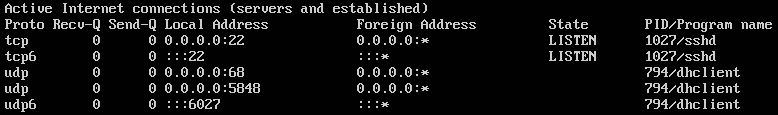 Active Internet connections (servers and established)
Proto Recv-Q Send-Q Local Address           Foreign Address         State       PID/Program name
tcp        0      0 0.0.0.0:22              0.0.0.0:*               LISTEN      1027/sshd
tcp6       0      0 :::22                   :::*                    LISTEN      1027/sshd
udp        0      0 0.0.0.0:68              0.0.0.0:*                           794/dhclient
udp        0      0 0.0.0.0:5848            0.0.0.0:*                           794/dhclient
udp6       0      0 :::6027                 :::*                                794/dhclient